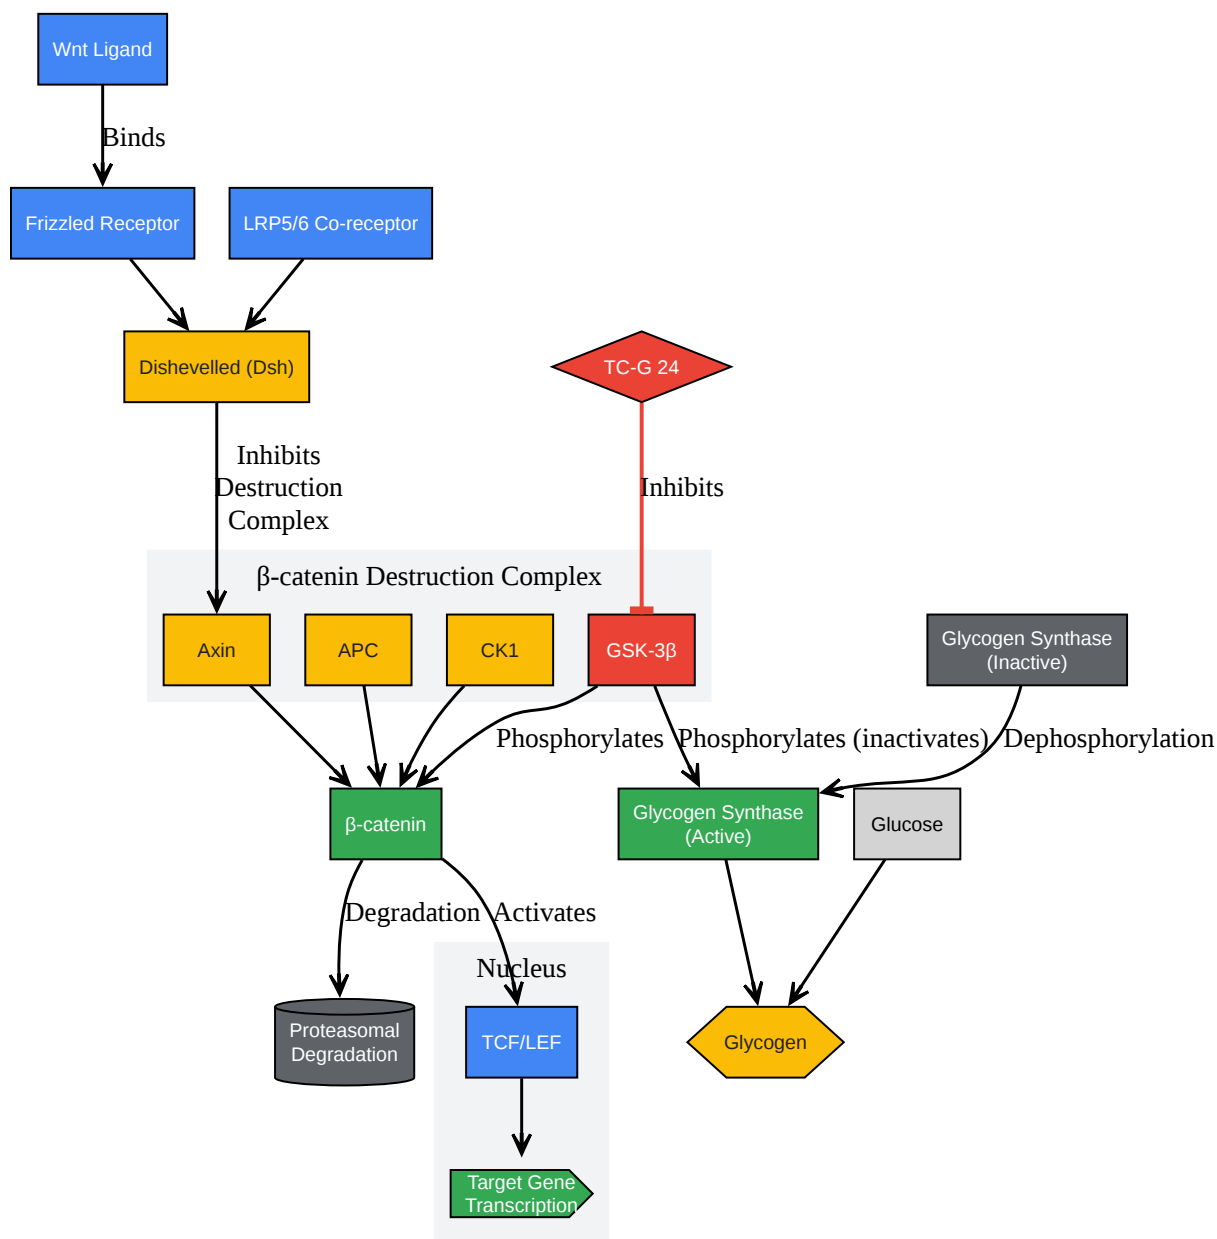 Wnt Ligand
Binds
Frizzled Receptor
LRP5/6 Co-receptor
Dishevelled (Dsh)
TC-G 24
Inhibits
Destruction
Complex
Inhibits
β-catenin Destruction Complex
Axin
APC
CK1
GSK-3β
Glycogen Synthase
(Inactive)
Phosphorylates
Phosphorylates (inactivates)
Dephosphorylation
β-catenin
Glycogen Synthase
(Active)
Glucose
Degradation
Activates
Nucleus
Proteasomal
Degradation
TCF/LEF
Glycogen
Target Gene
Transcription